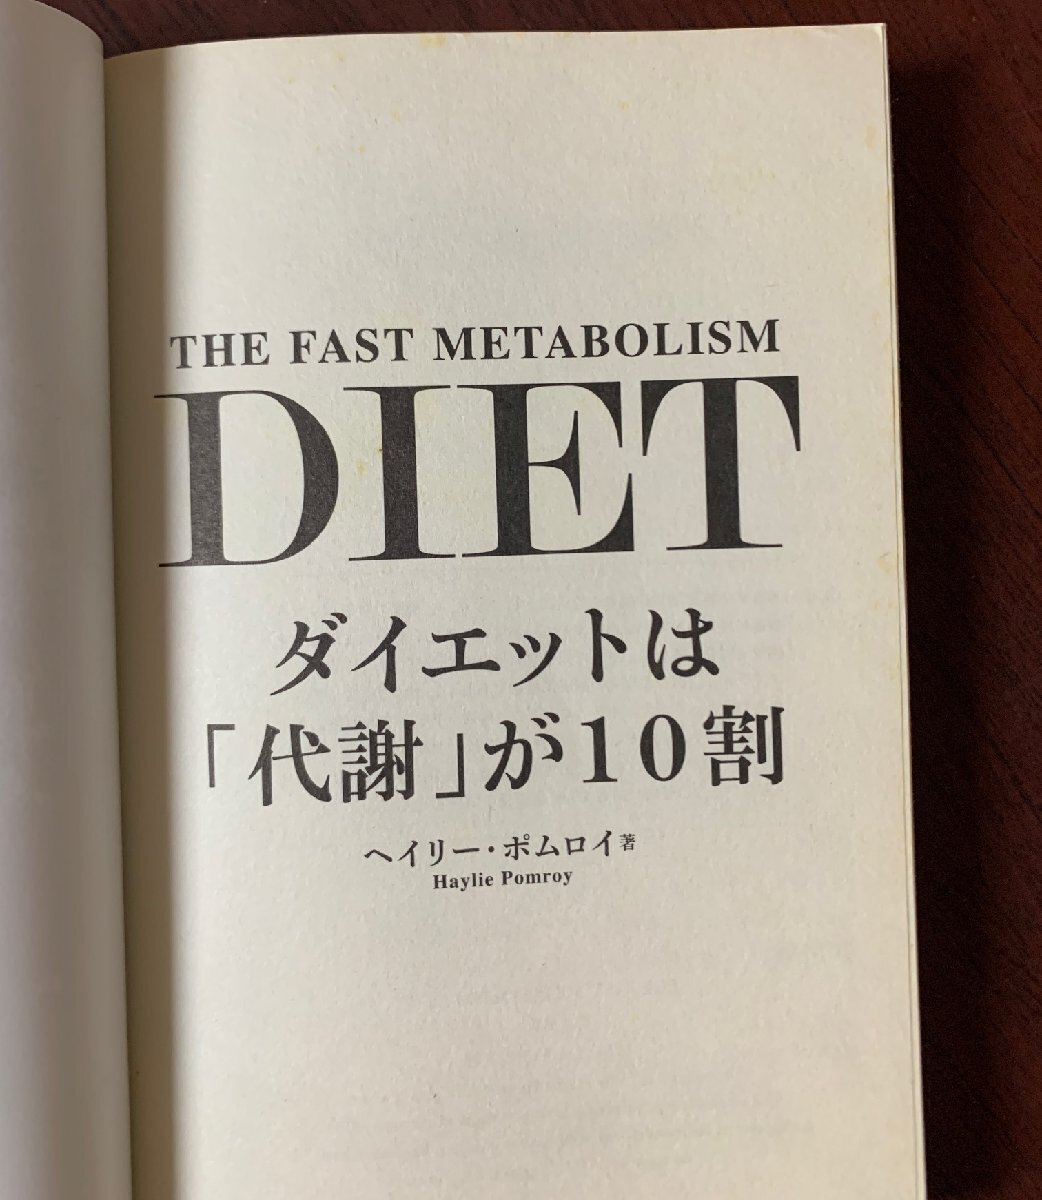 THE FAST METABOLISM
DIET
ダイエットは
「代謝」が10割
ヘイリー・ポムロイ著
Haylie Pomroy